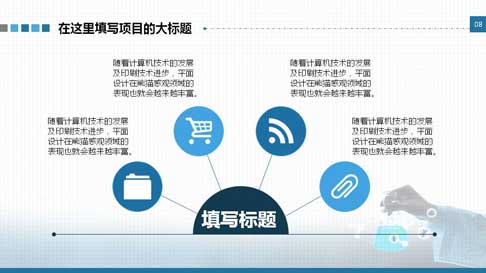 在这里填写项目的大标题
08
随着计算机技术的发展
及印刷技术进步，平面
设计在熊猫感观领域的
表现也就会越来越丰富。
随着计算机技术的发展
及印刷技术进步，平面
设计在熊猫感观领域的
表现也就会越来越丰富。
随着计算机技术的发展
及印刷技术进步，平面
设计在熊猫感观领域的
表现也就会越来越丰富。
随着计算机技术的发展
及印刷技术进步，平面
设计在熊猫感观领域的
表现也就会越来越丰富。
填写标题